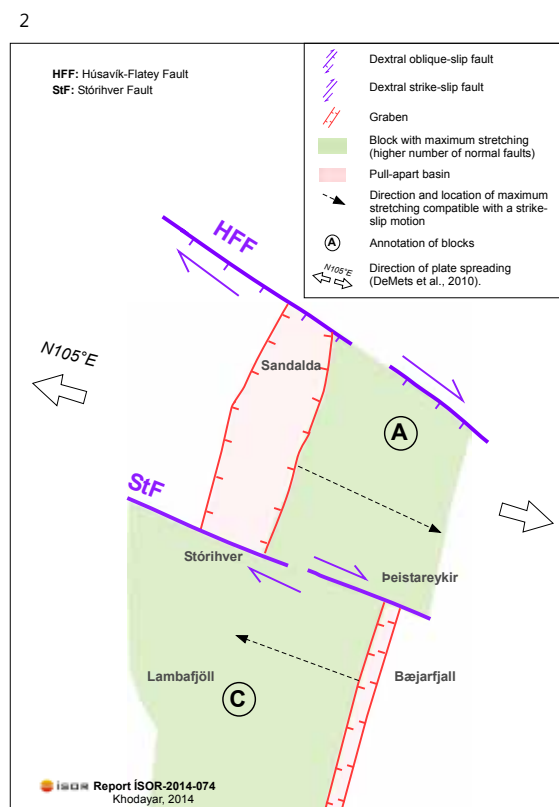 2
HFF: Húsavík-Flatey Fault
StF: Stórihver Fault
Dextral oblique-slip fault
Dextral strike-slip fault
Graben
Block with maximum stretching
(higher number of normal faults)
Pull-apart basin
Direction and location of maximum
stretching compatible with a strike-
slip motion
A Annotation of blocks
N105°E Direction of plate spreading
(DeMets et al., 2010).
HFF
N105°E
Sandalda
A
StF
Stórihver
Þeistareykir
Lambafjöll
Bæjarfjall
C
ÍSOR Report ÍSOR-2014-074
Khodayar, 2014